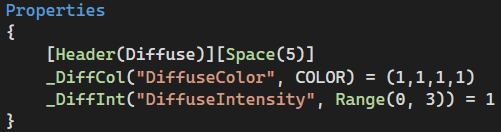 Properties
{
[Header(Diffuse)][Space(5)]
_DiffCol("DiffuseColor", COLOR) = (1,1,1,1)
_DiffInt("DiffuseIntensity", Range(0, 3)) = 1
}